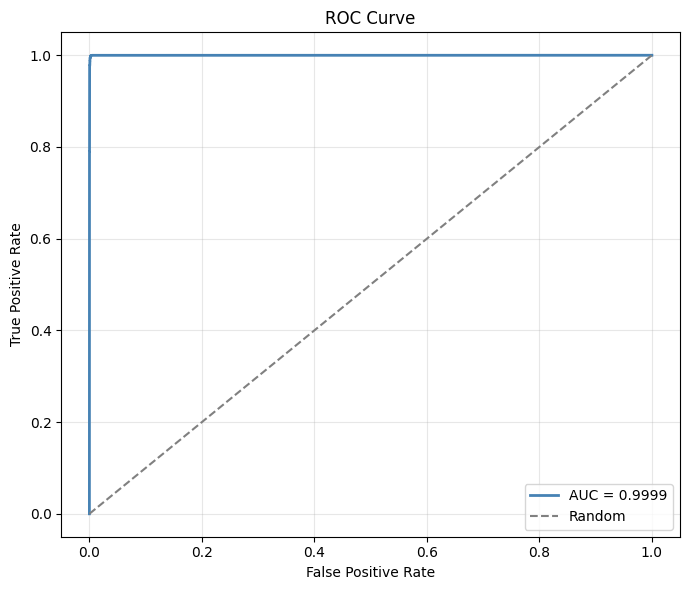 ROC Curve
1.0
0.8
0.6
0.4
0.2
0.0
True Positive Rate
AUC = 0.9999
Random
0.0 0.2 0.4 0.6 0.8 1.0
False Positive Rate